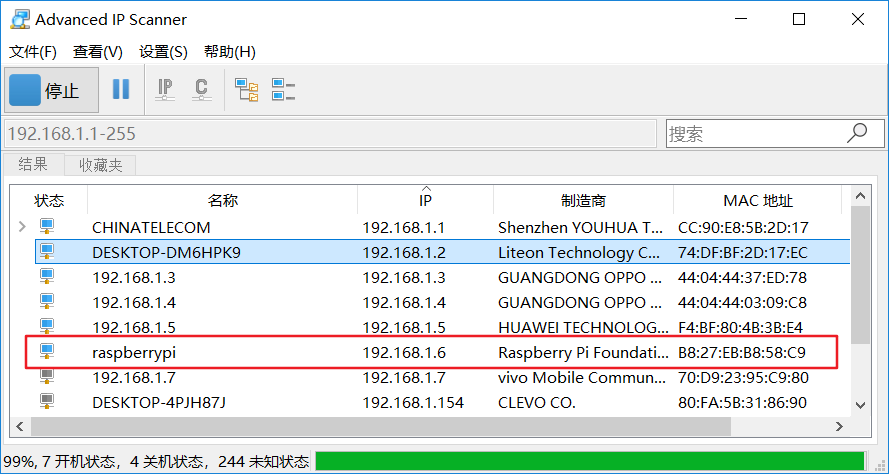 Advanced IP Scanner
文件(F) 查看(V) 设置(S) 帮助(H)
停止 IP C
192.168.1.1-255 搜索
结果 收藏夹
状态 名称 IP 制造商 MAC 地址
CHINATELECOM 192.168.1.1 Shenzhen YOUHUA T... CC:90:E8:5B:2D:17
DESKTOP-DM6HPK9 192.168.1.2 Liteon Technology C... 74:DF:BF:2D:17:EC
192.168.1.3 192.168.1.3 GUANGDONG OPPO ... 44:04:44:37:ED:78
192.168.1.4 192.168.1.4 GUANGDONG OPPO ... 44:04:44:03:09:C8
192.168.1.5 192.168.1.5 HUAWEI TECHNOLOG... F4:BF:80:4B:3B:E4
raspberrypi 192.168.1.6 Raspberry Pi Foundati... B8:27:EB:B8:58:C9
192.168.1.7 192.168.1.7 vivo Mobile Commun... 70:D9:23:95:C9:80
DESKTOP-4PJH87J 192.168.1.154 CLEVO CO. 80:FA:5B:31:86:90
99%, 7 开机状态，4 关机状态，244 未知状态